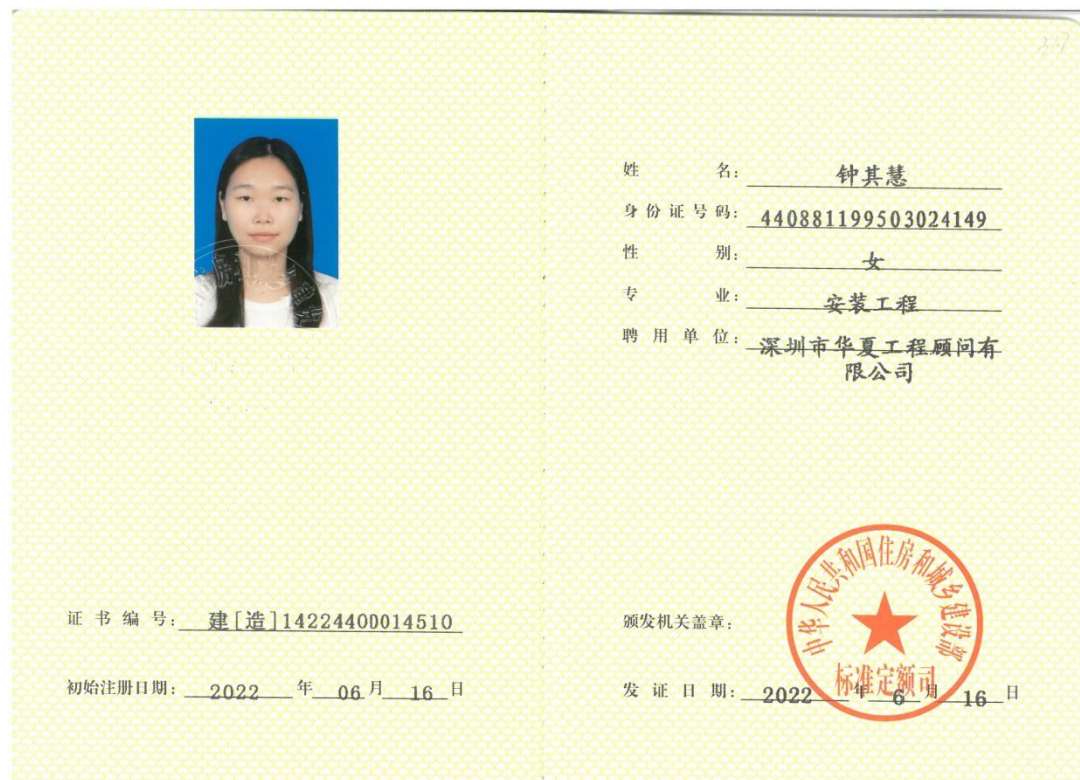 姓名：钟其慧
身份证号码：440881199503024149
性别：女
专业：安装工程
聘用单位：深圳市华夏工程顾问有
限公司
证书编号：建[造]14224400014510
初始注册日期：2022年06月16日
颁发机关盖章：
中华人民共和国住房和城乡建设部
标准定额司
发证日期：2022年6月16日